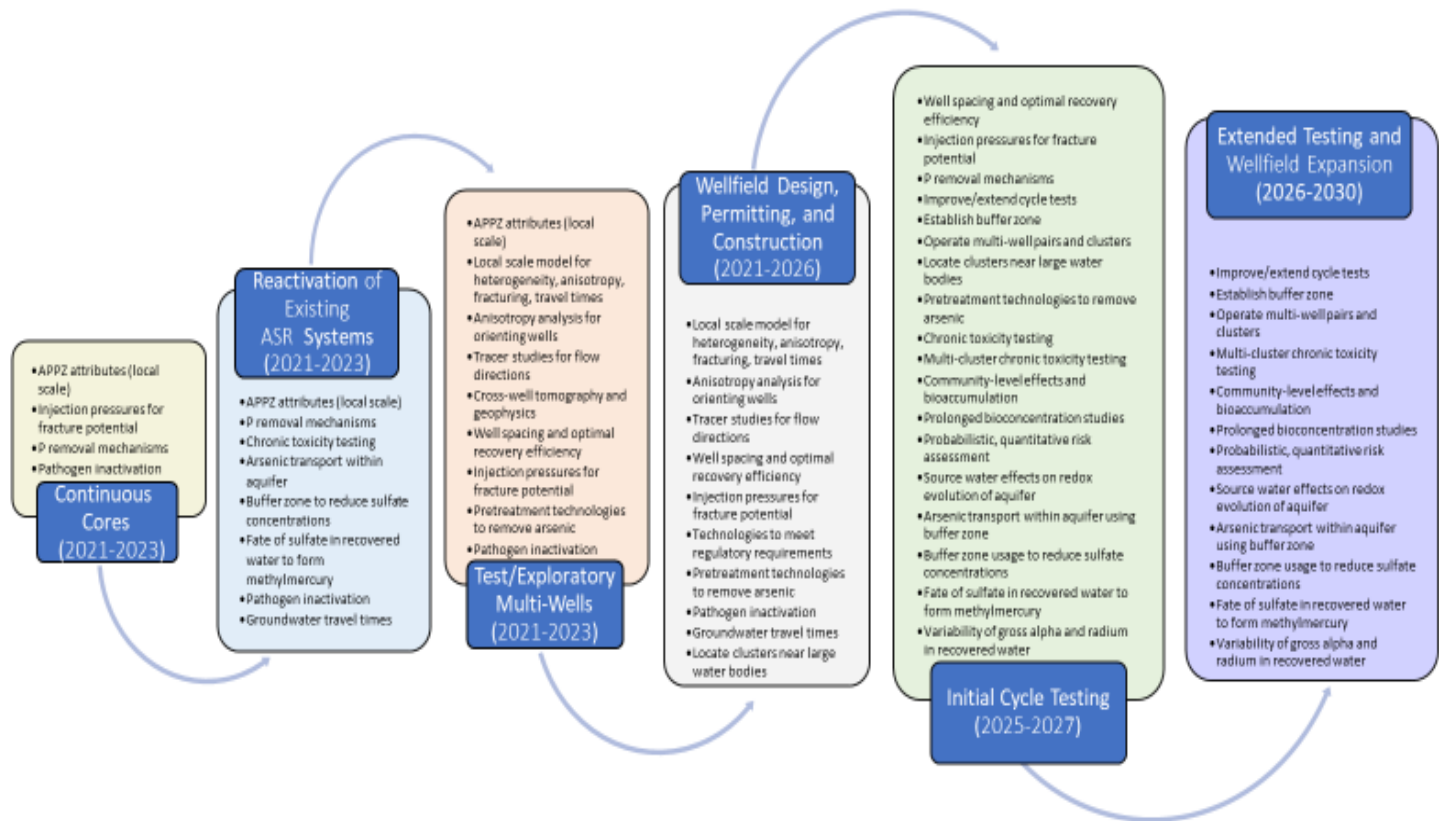 •APPZ attributes (local
scale)
•Injection pressures for
fracture potential
•P removal mechanisms
•Pathogen inactivation
Continuous
Cores
(2021-2023)
Reactivation of
Existing
ASR Systems
(2021-2023)
•APPZ attributes (local scale)
•P removal mechanisms
•Chronic toxicity testing
•Arsenic transport within
aquifer
•Buffer zone to reduce sulfate
concentrations
•Fate of sulfate in recovered
water to form
methylmercury
•Pathogen inactivation
•Groundwater travel times
•APPZ attributes (local
scale)
•Local scale model for
heterogeneity, anisotropy,
fracturing, travel times
•Anisotropy analysis for
orienting wells
•Tracer studies for flow
directions
•Cross-well tomography and
geophysics
•Well spacing and optimal
recovery efficiency
•Injection pressures for
fracture potential
•Pretreatment technologies
to remove arsenic
•Pathogen inactivation
Test/Exploratory
Multi-Wells
(2021-2023)
Wellfield Design,
Permitting, and
Construction
(2021-2026)
•Local scale model for
heterogeneity, anisotropy,
fracturing, travel times
•Anisotropy analysis for
orienting wells
•Tracer studies for flow
directions
•Well spacing and optimal
recovery efficiency
•Injection pressures for
fracture potential
•Technologies to meet
regulatory requirements
•Pretreatment technologies
to remove arsenic
•Pathogen inactivation
•Groundwater travel times
•Locate clusters near large
water bodies
•Well spacing and optimal recovery
efficiency
•Injection pressures for fracture
potential
•P removal mechanisms
•Improve/extend cycle tests
•Establish buffer zone
•Operate multi-well pairs and clusters
•Locate clusters near large water
bodies
•Pretreatment technologies to remove
arsenic
•Chronic toxicity testing
•Multi-cluster chronic toxicity testing
•Community-level effects and
bioaccumulation
•Prolonged bioconcentration studies
•Probabilistic, quantitative risk
assessment
•Source water effects on redox
evolution of aquifer
•Arsenic transport within aquifer using
buffer zone
•Buffer zone usage to reduce sulfate
concentrations
•Fate of sulfate in recovered water to
form methylmercury
•Variability of gross alpha and radium
in recovered water
Initial Cycle Testing
(2025-2027)
Extended Testing and
Wellfield Expansion
(2026-2030)
•Improve/extend cycle tests
•Establish buffer zone
•Operate multi-well pairs and
clusters
•Multi-cluster chronic toxicity
testing
•Community-level effects and
bioaccumulation
•Prolonged bioconcentration studies
•Probabilistic, quantitative risk
assessment
•Source water effects on redox
evolution of aquifer
•Arsenic transport within aquifer
using buffer zone
•Buffer zone usage to reduce sulfate
concentrations
•Fate of sulfate in recovered water
to form methylmercury
•Variability of gross alpha and
radium in recovered water